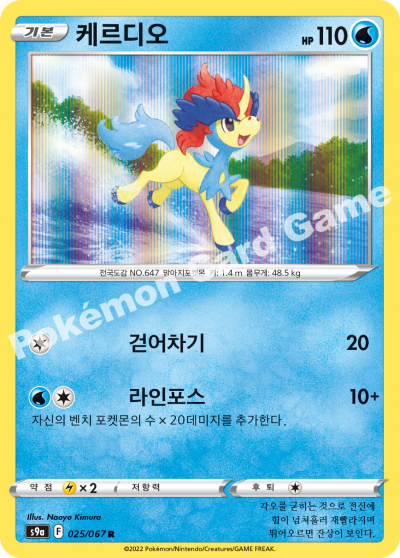 기본 케르디오 HP 110
전국도감 NO.647 망아지포켓몬 키: 1.4 m 몸무게: 48.5 kg
Pokémon Card Game
걷어차기 20
라인포스 10+
자신의 벤치 포켓몬의 수×20데미지를 추가한다.
약점 ×2 저항력 후퇴
Illus. Naoyo Kimura
s9a F 025/067 R
각오를 굳히는 것으로 전신에
힘이 넘쳐흘러 재빨라지며
뛰어오르면 잔상이 보인다.
©2022 Pokémon/Nintendo/Creatures/GAME FREAK.